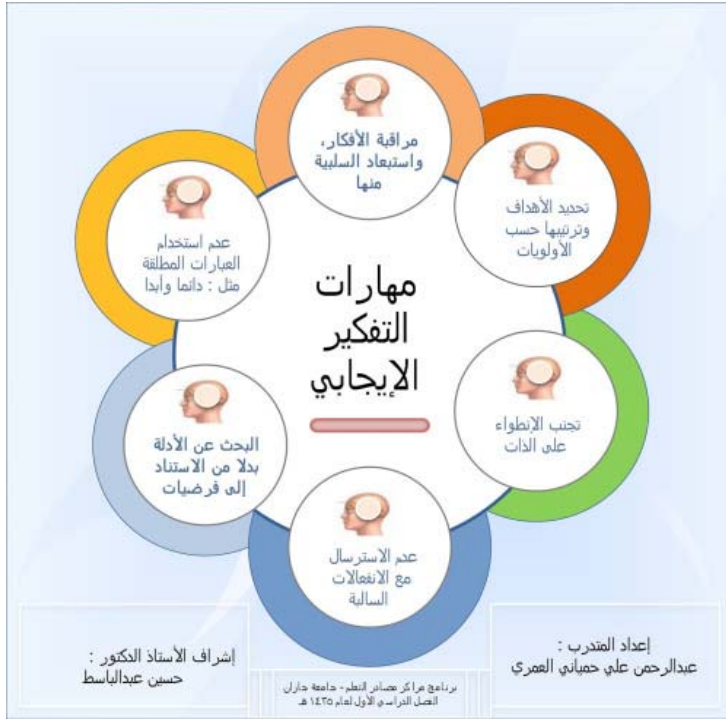 مهارات
التفكير
الإيجابي
مراقبة الأفكار،
واستبعاد السلبية
منها
تحديد الأهداف
وترتيبها حسب
الأولويات
تجنب الإنطواء
على الذات
عدم الاسترسال
مع الانفعالات
السالبة
البحث عن الأدلة
بدلا من الاستناد
إلى فرضيات
عدم استخدام
العبارات المطلقة
مثل : دائما وأبدا
إعداد المتدرب :
عبدالرحمن علي حمياني العمري
إشراف الأستاذ الدكتور :
حسين عبدالباسط
برنامج مراكز مصادر التعلم - جامعة جازان
الفصل الدراسي الأول لعام ١٤٣٥ هـ